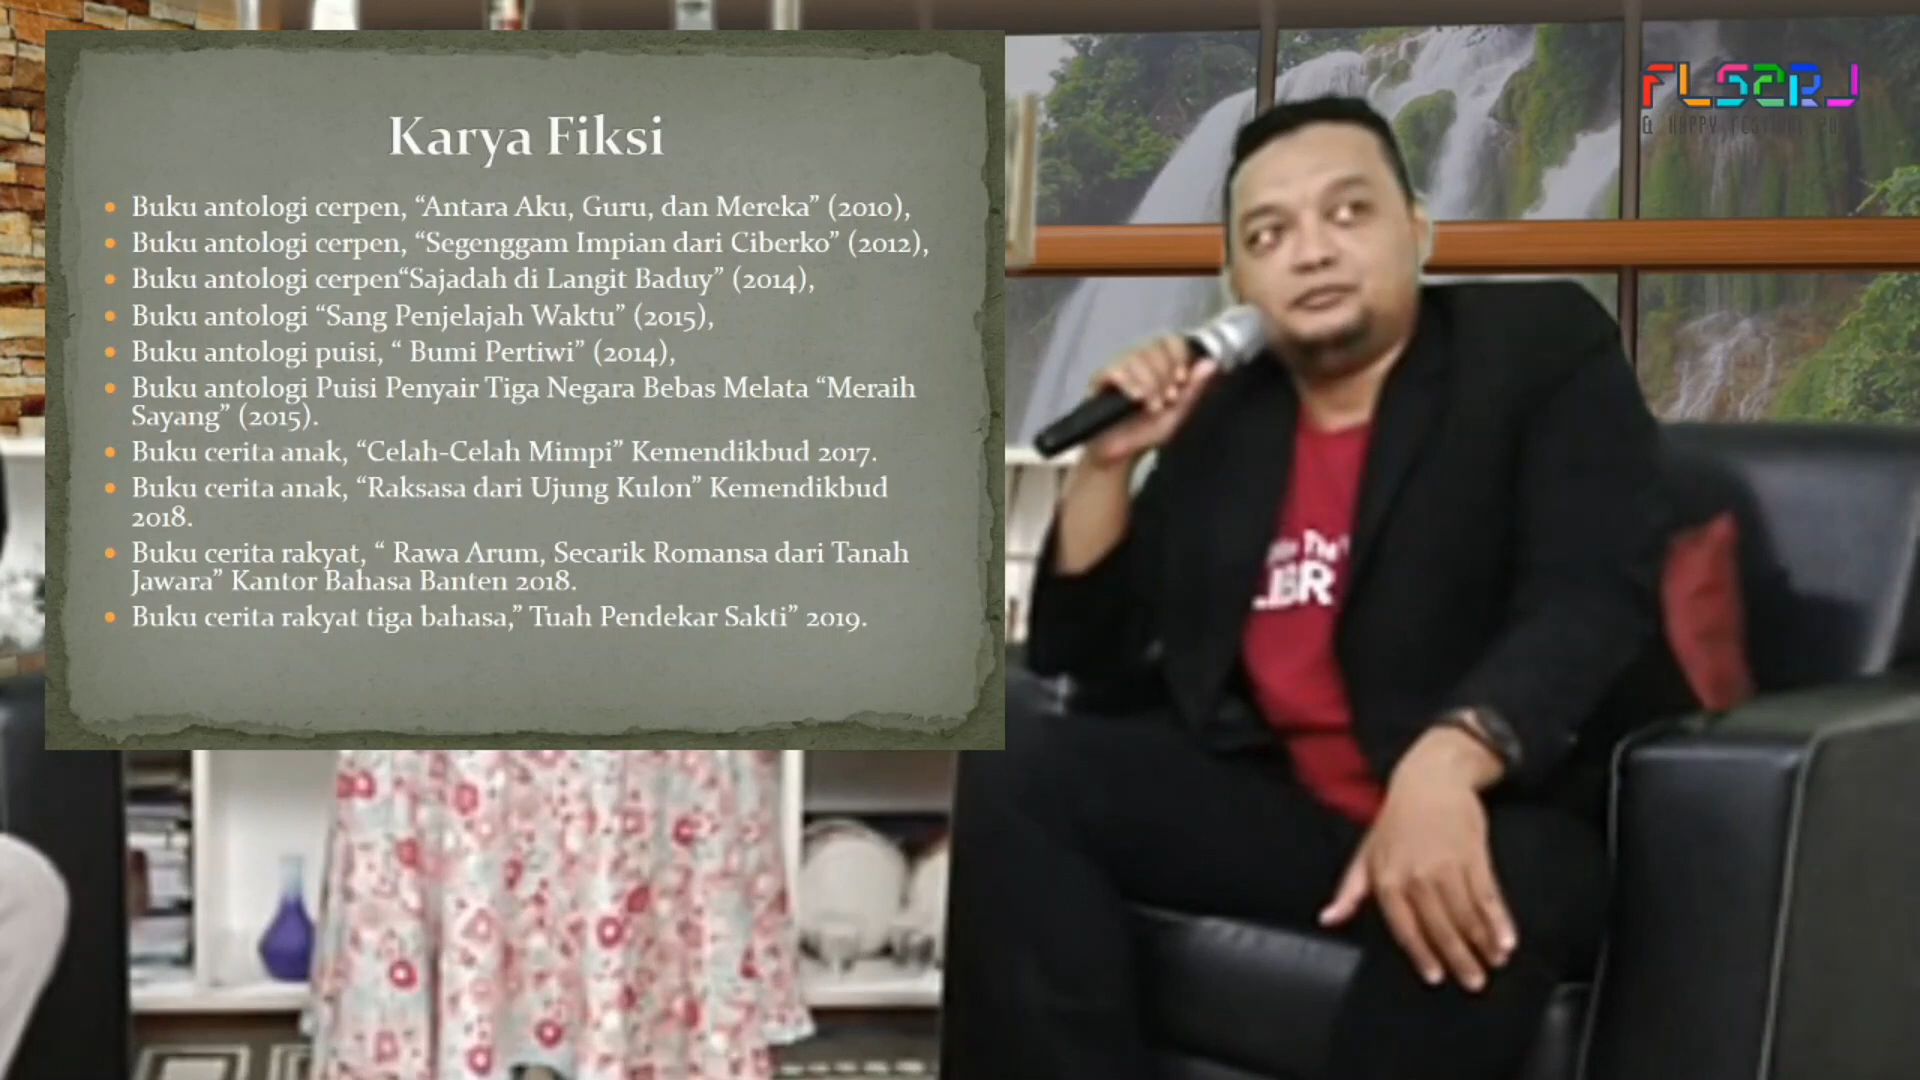 Karya Fiksi
• Buku antologi cerpen, “Antara Aku, Guru, dan Mereka” (2010),
• Buku antologi cerpen, “Segenggam Impian dari Ciberko” (2012),
• Buku antologi cerpen“Sajadah di Langit Baduy” (2014),
• Buku antologi “Sang Penjelajah Waktu” (2015),
• Buku antologi puisi, “ Bumi Pertiwi” (2014),
• Buku antologi Puisi Penyair Tiga Negara Bebas Melata “Meraih
Sayang” (2015).
• Buku cerita anak, “Celah-Celah Mimpi” Kemendikbud 2017.
• Buku cerita anak, “Raksasa dari Ujung Kulon” Kemendikbud
2018.
• Buku cerita rakyat, “ Rawa Arum, Secarik Romansa dari Tanah
Jawara” Kantor Bahasa Banten 2018.
• Buku cerita rakyat tiga bahasa,” Tuah Pendekar Sakti” 2019.
FLS2RJ
& HAPPY FESTIVAL